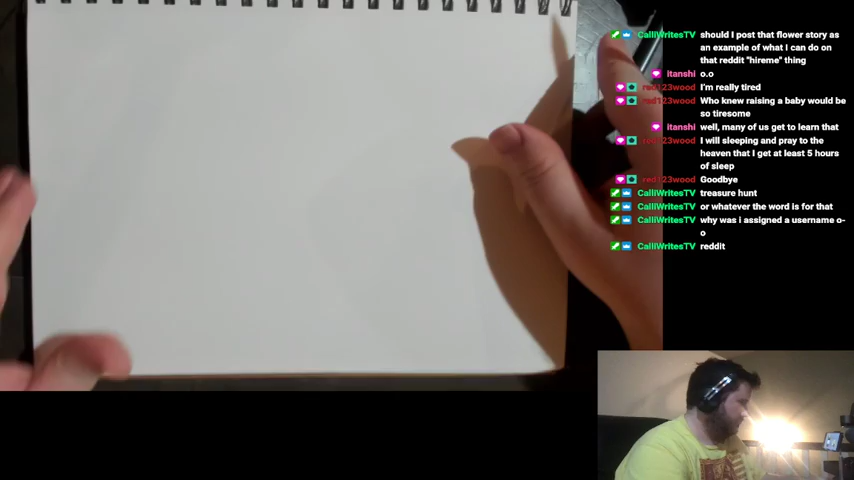 CalliWritesTV should I post that flower story as
an example of what I can do on
that reddit "hireme" thing
itanshi o.o
red123wood I'm really tired
red123wood Who knew raising a baby would be
so tiresome
itanshi well, many of us get to learn that
red123wood I will sleeping and pray to the
heaven that I get at least 5 hours
of sleep
red123wood Goodbye
CalliWritesTV treasure hunt
CalliWritesTV or whatever the word is for that
CalliWritesTV why was i assigned a username o-
o
CalliWritesTV reddit